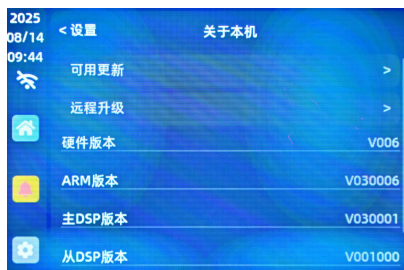 2025
08/14
09:44
< 设置
关于本机
可用更新 >
远程升级 >
硬件版本 V006
ARM版本 V030006
主DSP版本 V030001
从DSP版本 V001000